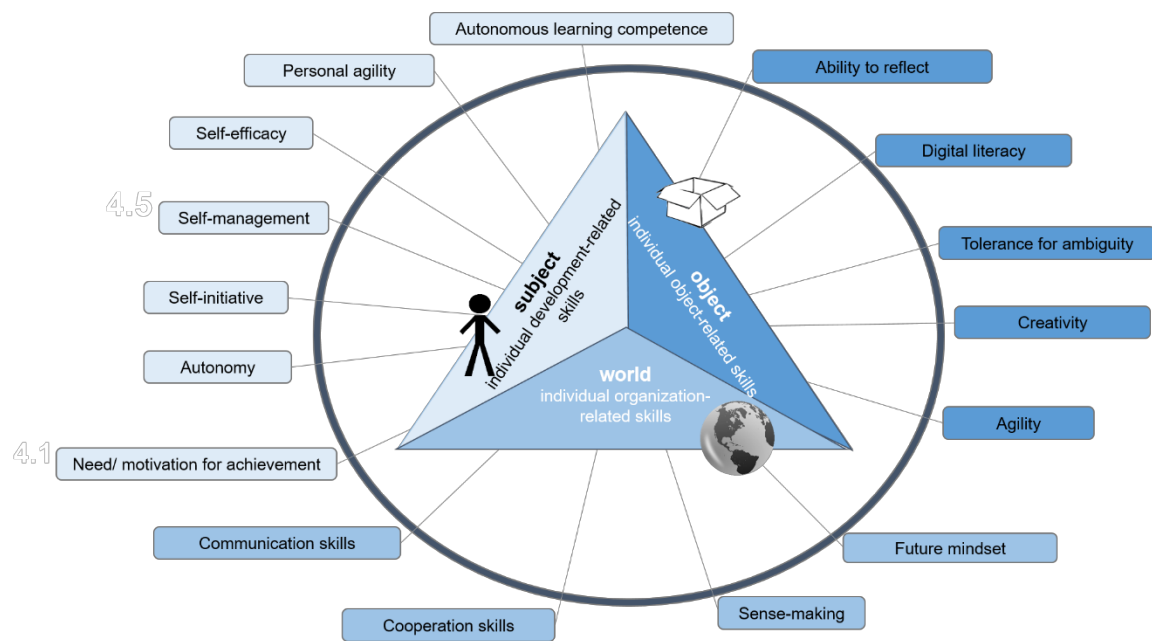 Autonomous learning competence
Ability to reflect
Personal agility
Self-efficacy
Digital literacy
4.5
Self-management
Tolerance for ambiguity
Self-initiative
Creativity
Autonomy
Agility
4.1
Need/ motivation for achievement
Communication skills
Future mindset
Cooperation skills
Sense-making
subject
individual development-related
skills
object
individual object-related skills
world
individual organization-
related skills